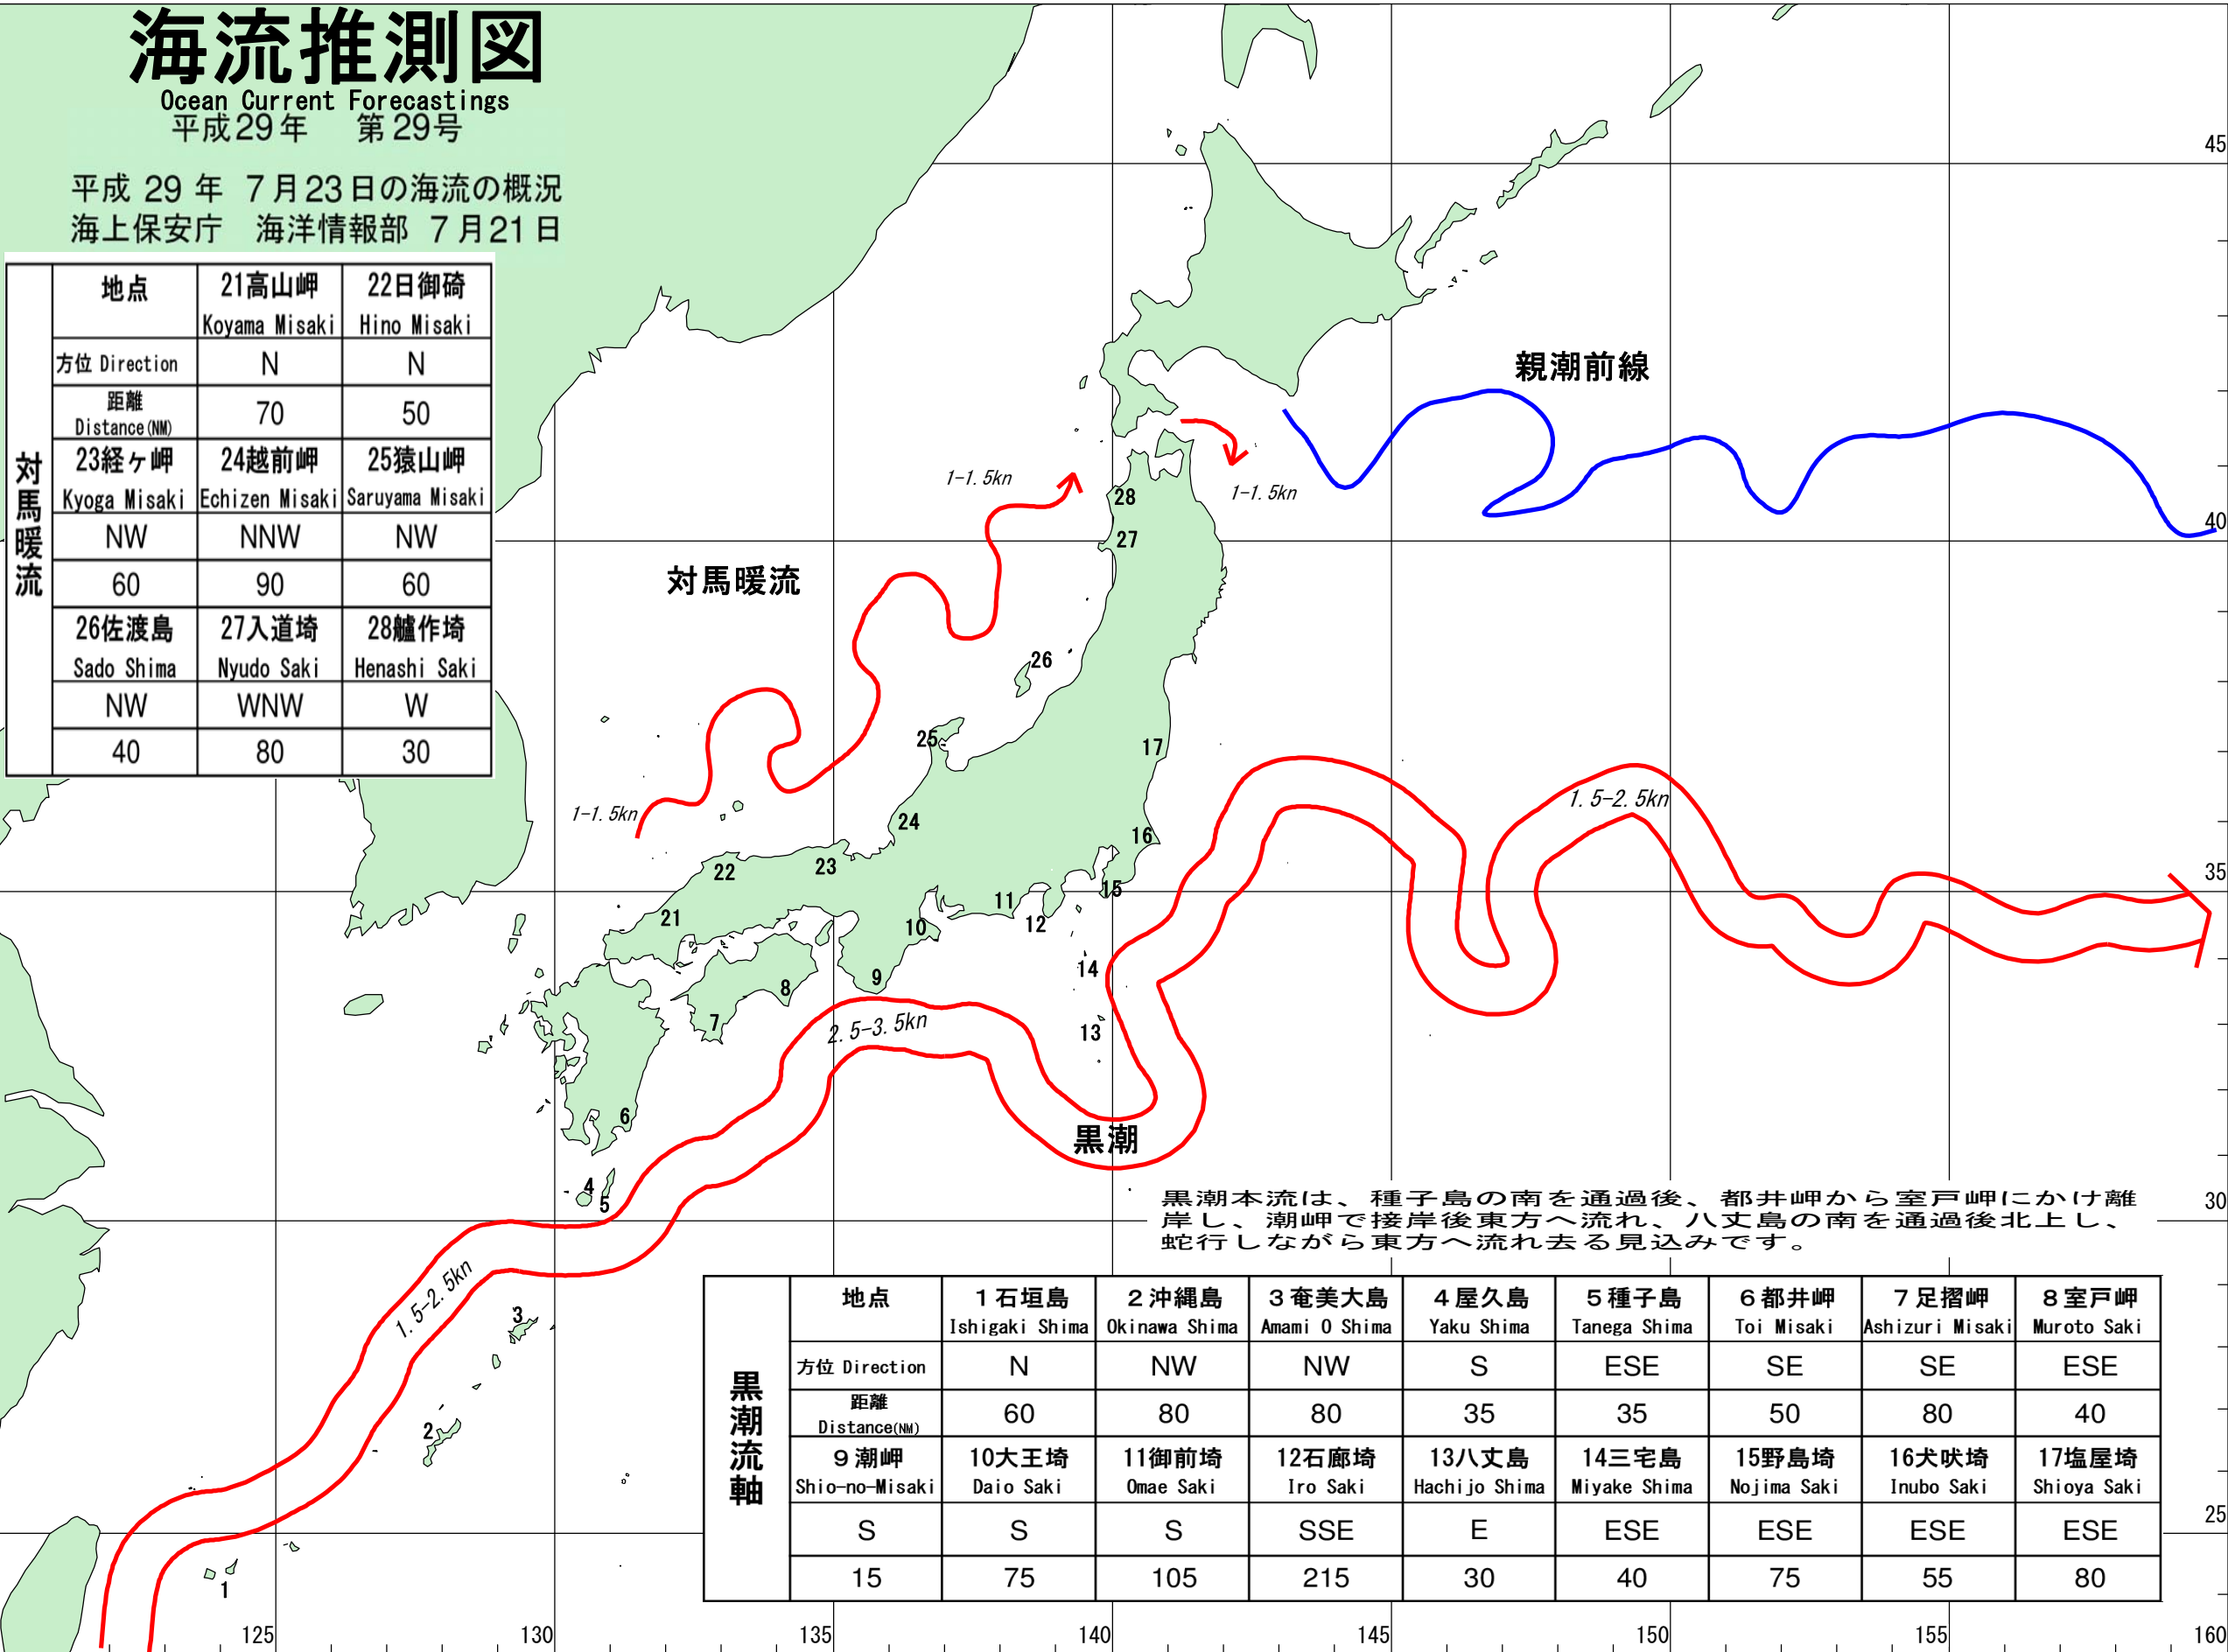 海流推測図
Ocean Current Forecastings
平成29年 第29号
平成 29 年 7月23日の海流の概況
海上保安庁 海洋情報部 7月21日
対馬暖流
地点 21高山岬 22日御碕
Koyama Misaki Hino Misaki
方位 Direction N N
距離 Distance(NM) 70 50
23経ヶ岬 24越前岬 25猿山岬
Kyoga Misaki Echizen Misaki Saruyama Misaki
NW NNW NW
60 90 60
26佐渡島 27入道埼 28艫作埼
Sado Shima Nyudo Saki Henashi Saki
NW WNW W
40 80 30
45
親潮前線
1-1.5kn
1-1.5kn
28
40
27
対馬暖流
26
25
17
1.5-2.5kn
1-1.5kn
24
16
22
23
35
15
11
21
10
12
14
9
8
7
2.5-3.5kn
13
6
黒潮
4
5
30
黒潮本流は、種子島の南を通過後、都井岬から室戸岬にかけ離
岸し、潮岬で接岸後東方へ流れ、八丈島の南を通過後北上し、
蛇行しながら東方へ流れ去る見込みです。
1.5-2.5kn
3
2
1
黒潮流軸
地点 1石垣島 2沖縄島 3奄美大島 4屋久島 5種子島 6都井岬 7足摺岬 8室戸岬
Ishigaki Shima Okinawa Shima Amami O Shima Yaku Shima Tanega Shima Toi Misaki Ashizuri Misaki Muroto Saki
方位 Direction N NW NW S ESE SE SE ESE
距離 Distance(NM) 60 80 80 35 35 50 80 40
9潮岬 10大王埼 11御前埼 12石廊埼 13八丈島 14三宅島 15野島埼 16犬吠埼 17塩屋埼
Shio-no-Misaki Daio Saki Omae Saki Iro Saki Hachijo Shima Miyake Shima Nojima Saki Inubo Saki Shioya Saki
S S S SSE E ESE ESE ESE ESE
15 75 105 215 30 40 75 55 80
25
125 130 135 140 145 150 155 160